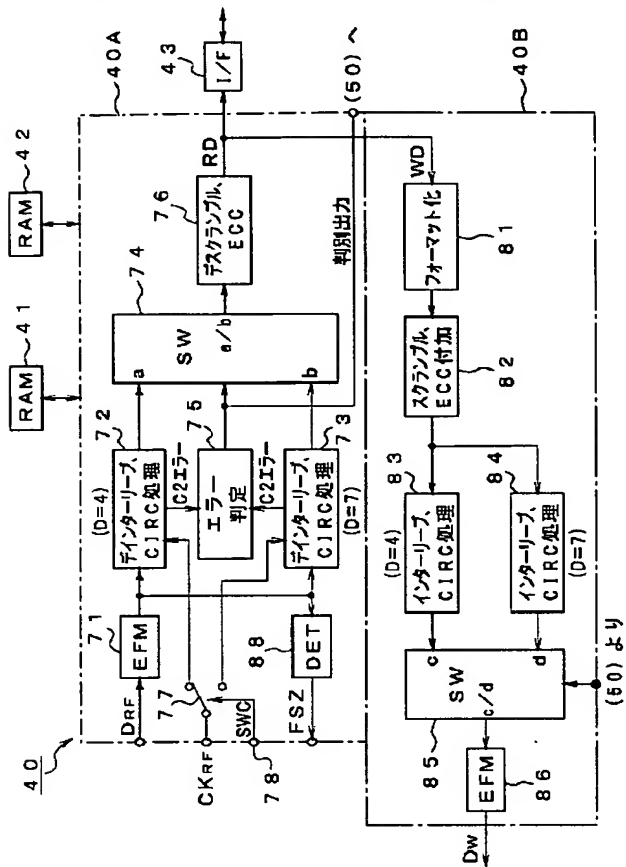 40
RAM
41
RAM
42
40A
DRF
71
EFM
(D=4)
72
デインターリーブ、
CIRC処理
C2エラー
75
エラー
判定
C2エラー
73
デインターリーブ、
CIRC処理
(D=7)
74
a
SW
a/b
b
76
デスクランブル、
ECC
RD
43
I/F
77
CKRF
SWC
78
88
DET
FSZ
判別出力
(50)へ
40B
WD
フォーマット化
81
スクランブル、
ECC付加
82
(D=4)
83
インターリーブ、
CIRC処理
84
インターリーブ、
CIRC処理
(D=7)
85
c
SW
c/d
d
(50)より
86
EFM
DW